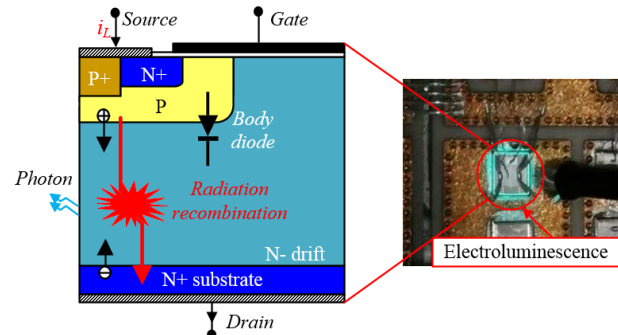 i_L Source
Gate
P+
N+
P
⊕
Body
diode
Photon
Radiation
recombination
N- drift
⊖
N+ substrate
Drain
Electroluminescence